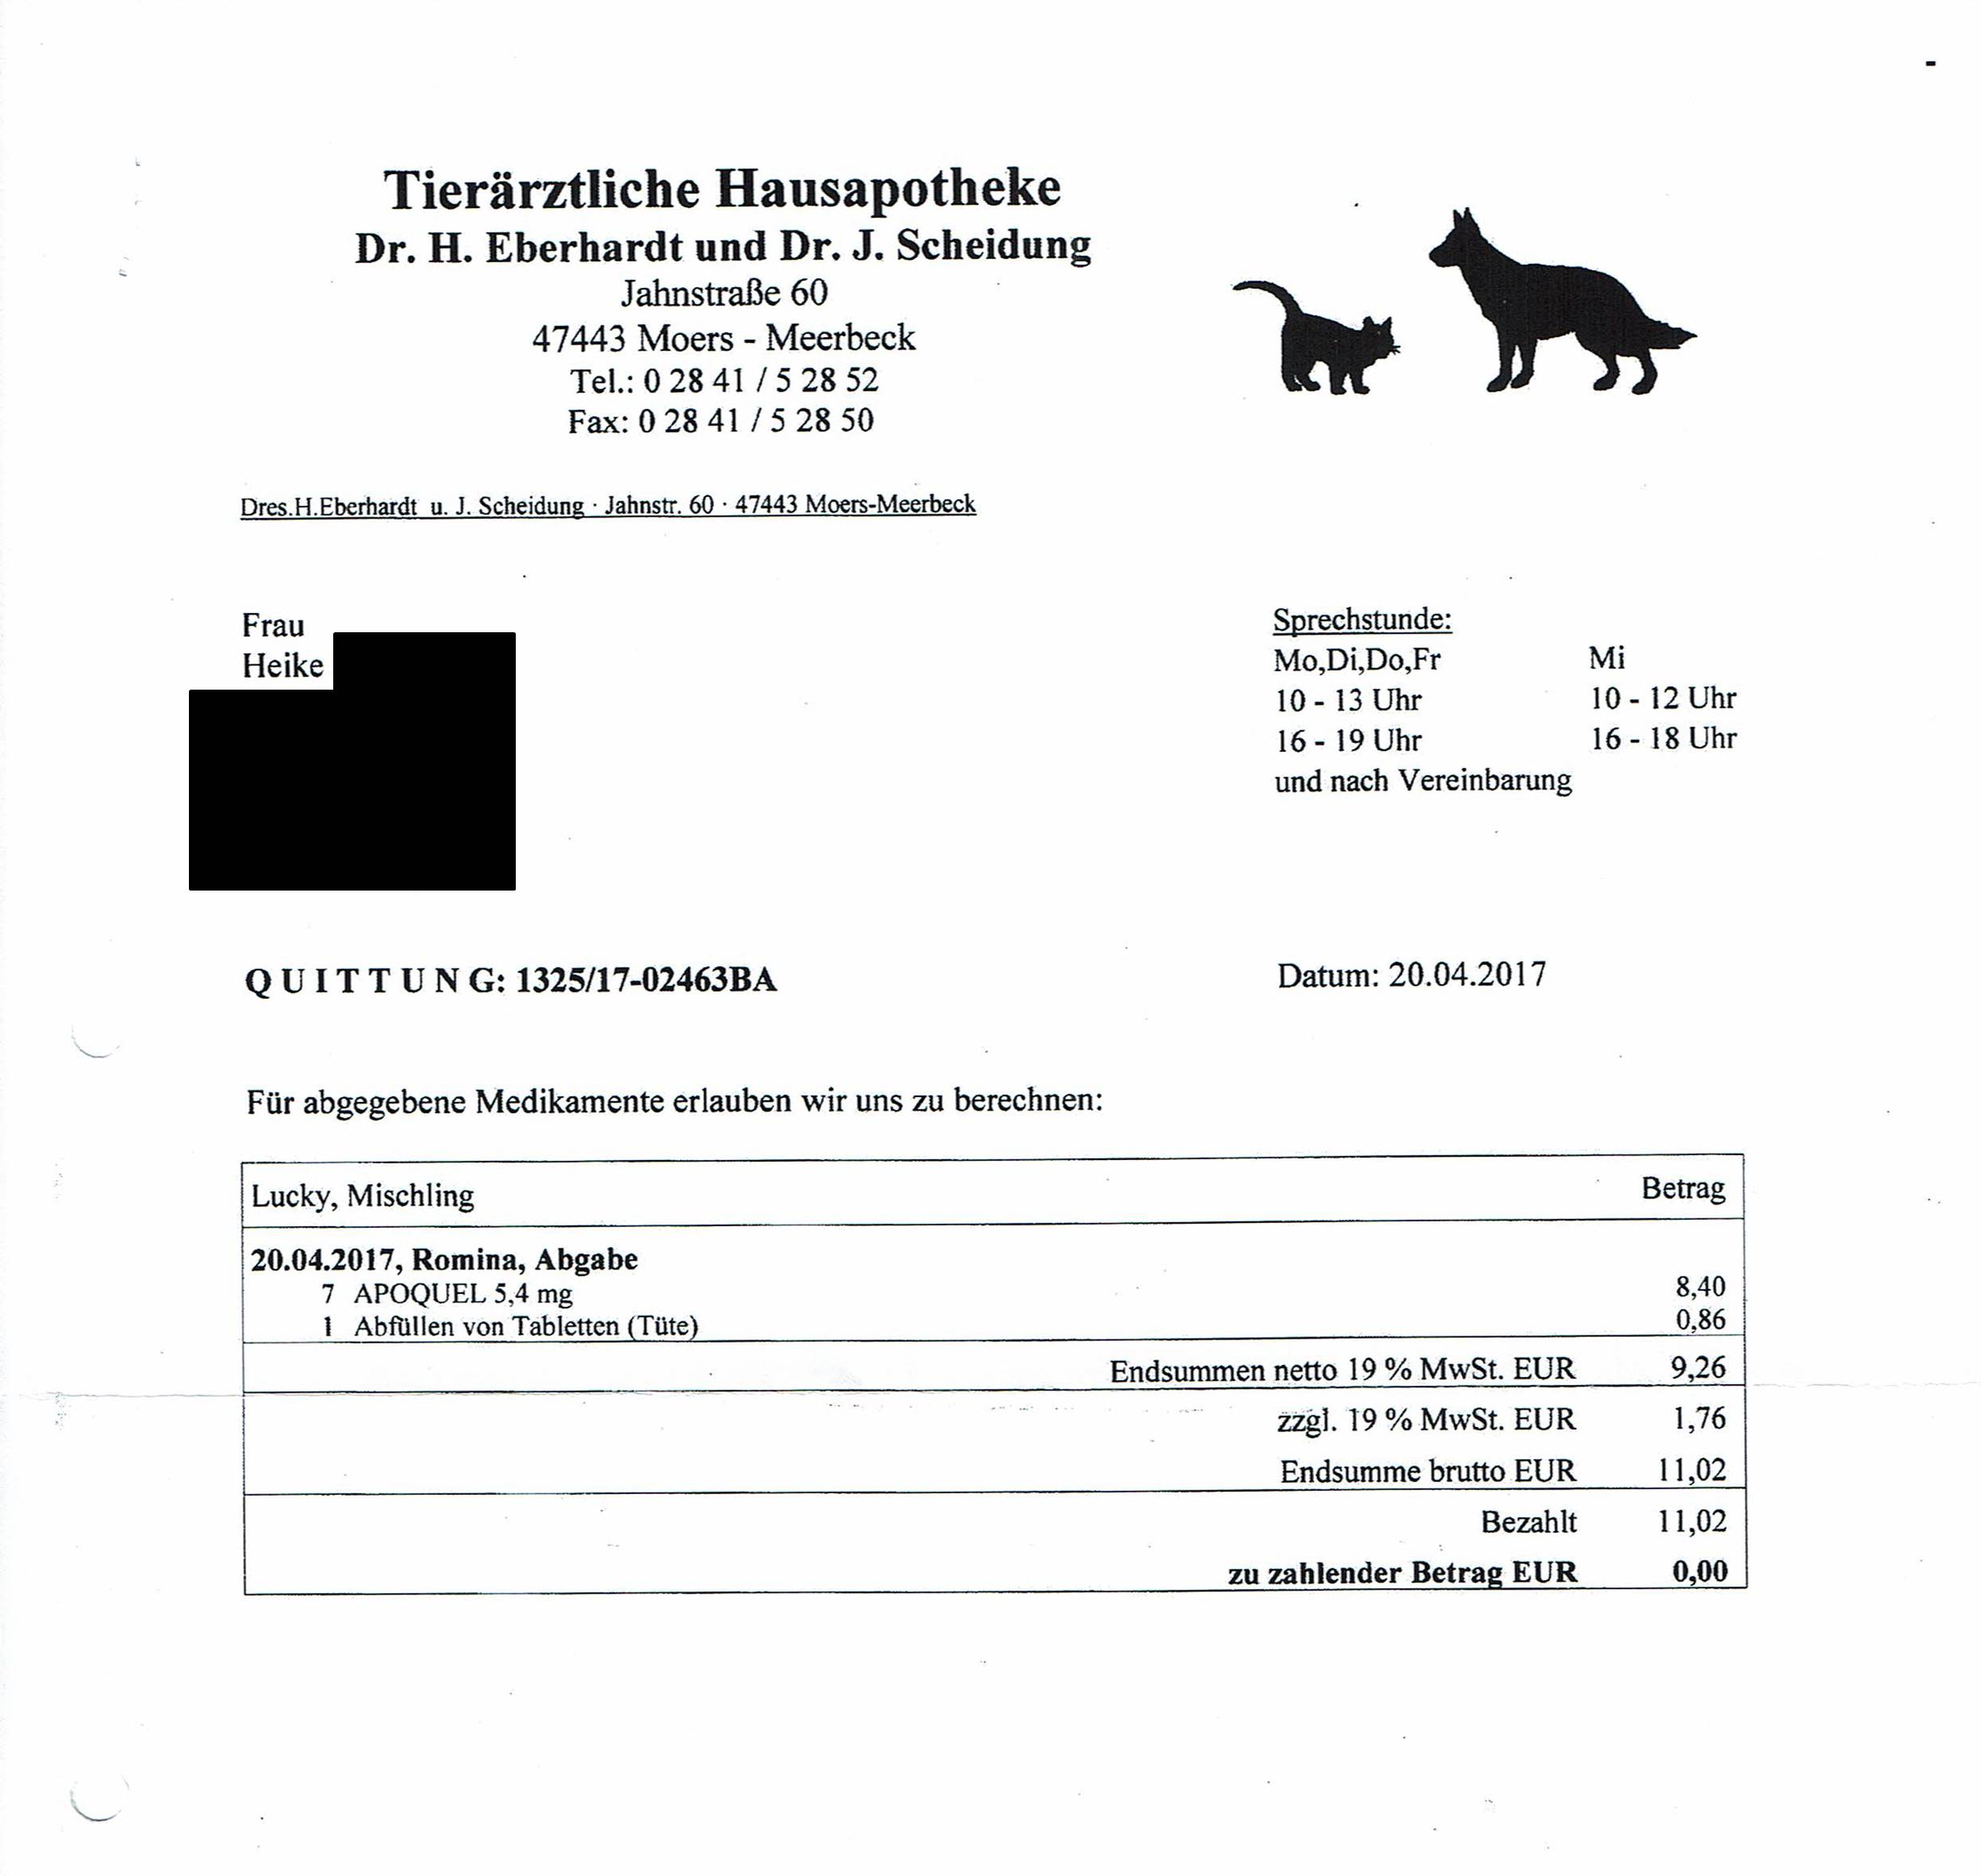 Tierärztliche Hausapotheke
Dr. H. Eberhardt und Dr. J. Scheidung
Jahnstraße 60
47443 Moers - Meerbeck
Tel.: 0 28 41 / 5 28 52
Fax: 0 28 41 / 5 28 50
Dres.H.Eberhardt u. J. Scheidung · Jahnstr. 60 · 47443 Moers-Meerbeck
Frau
Heike
Sprechstunde:
Mo,Di,Do,Fr Mi
10 - 13 Uhr 10 - 12 Uhr
16 - 19 Uhr 16 - 18 Uhr
und nach Vereinbarung
Q U I T T U N G: 1325/17-02463BA Datum: 20.04.2017
Für abgegebene Medikamente erlauben wir uns zu berechnen:
Lucky, Mischling Betrag
20.04.2017, Romina, Abgabe
7 APOQUEL 5,4 mg 8,40
1 Abfüllen von Tabletten (Tüte) 0,86
Endsummen netto 19 % MwSt. EUR 9,26
zzgl. 19 % MwSt. EUR 1,76
Endsumme brutto EUR 11,02
Bezahlt 11,02
zu zahlender Betrag EUR 0,00